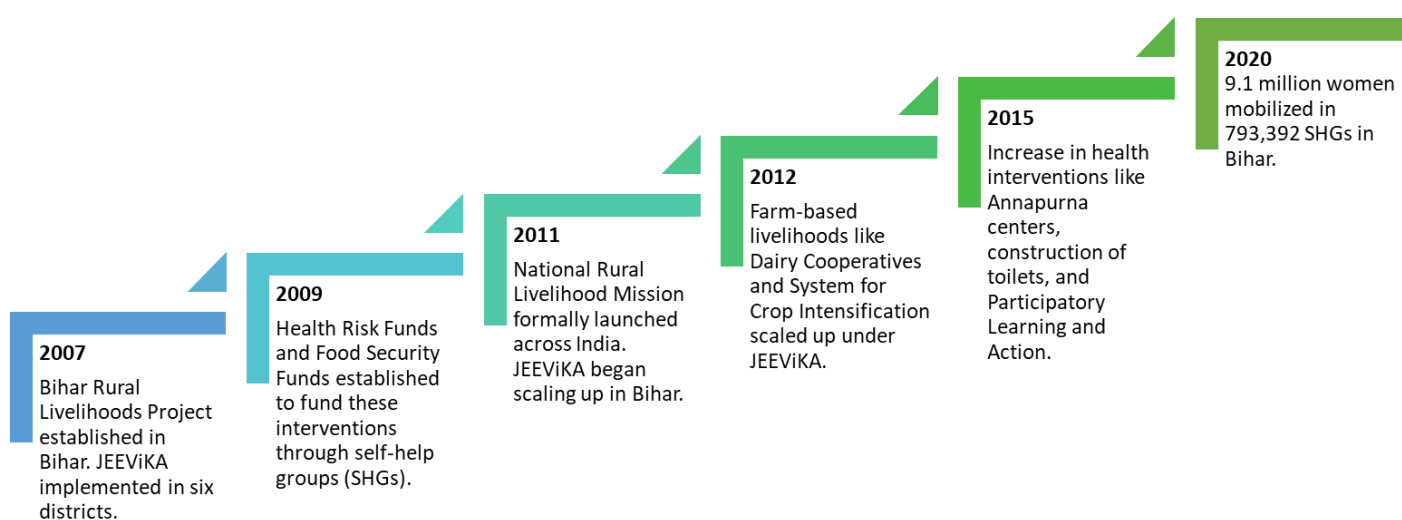 2007
Bihar Rural
Livelihoods Project
established in
Bihar. JEEViKA
implemented in six
districts.
2009
Health Risk Funds
and Food Security
Funds established
to fund these
interventions
through self-help
groups (SHGs).
2011
National Rural
Livelihood Mission
formally launched
across India.
JEEViKA began
scaling up in Bihar.
2012
Farm-based
livelihoods like
Dairy Cooperatives
and System for
Crop Intensification
scaled up under
JEEViKA.
2015
Increase in health
interventions like
Annapurna
centers,
construction of
toilets, and
Participatory
Learning and
Action.
2020
9.1 million women
mobilized in
793,392 SHGs in
Bihar.